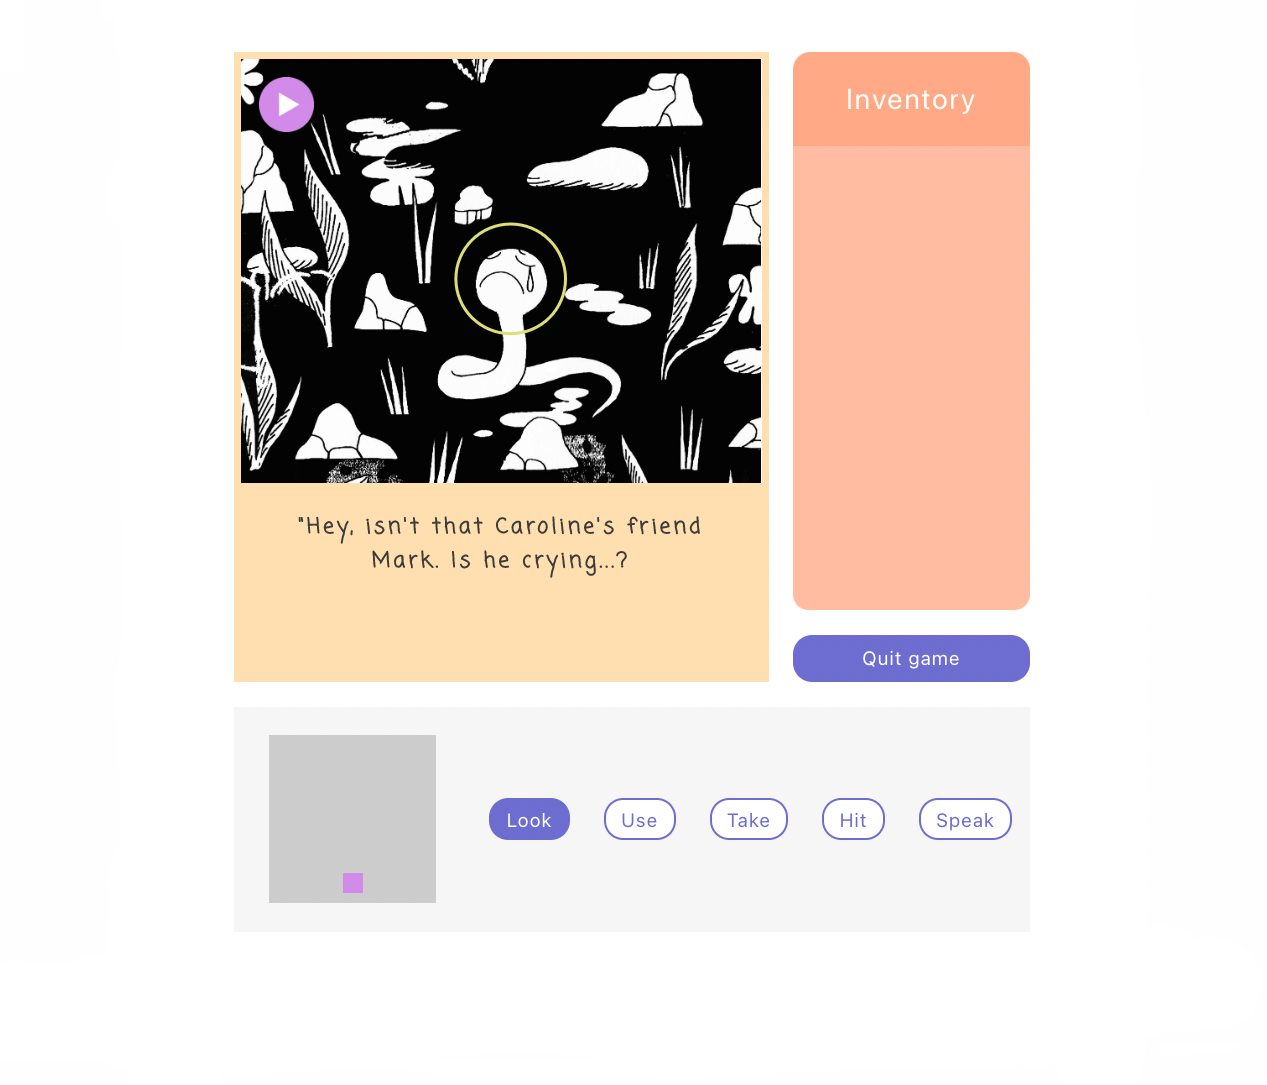 Inventory
"Hey, isn't that Caroline's friend
Mark. Is he crying...?
Quit game
Look
Use
Take
Hit
Speak